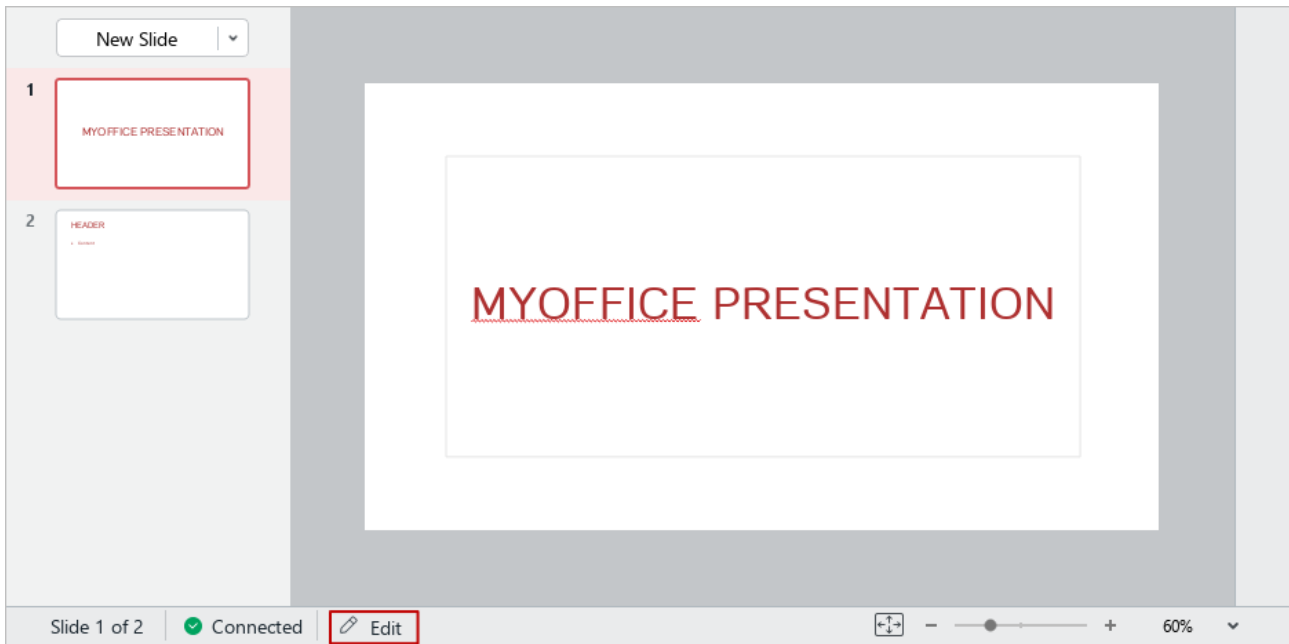 New Slide
1
MYOFFICE PRESENTATION
2
HEADER
MYOFFICE PRESENTATION
Slide 1 of 2
Connected
Edit
60%